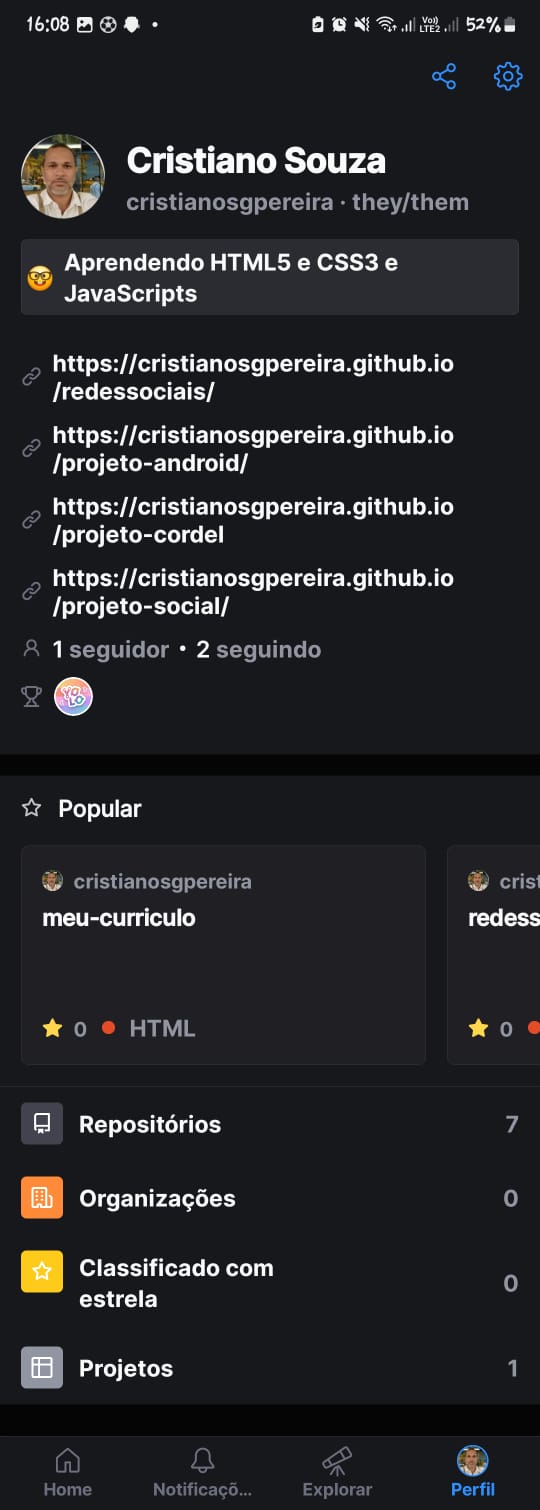 16:08
Vo))
LTE2
52%
Cristiano Souza
cristianosgpereira · they/them
Aprendendo HTML5 e CSS3 e
JavaScripts
https://cristianosgpereira.github.io
/redessociais/
https://cristianosgpereira.github.io
/projeto-android/
https://cristianosgpereira.github.io
/projeto-cordel
https://cristianosgpereira.github.io
/projeto-social/
1 seguidor • 2 seguindo
YOLO
Popular
cristianosgpereira
meu-curriculo
0 HTML
crist
redess
0
Repositórios 7
Organizações 0
Classificado com
estrela
0
Projetos 1
Home
Notificaçõ...
Explorar
Perfil